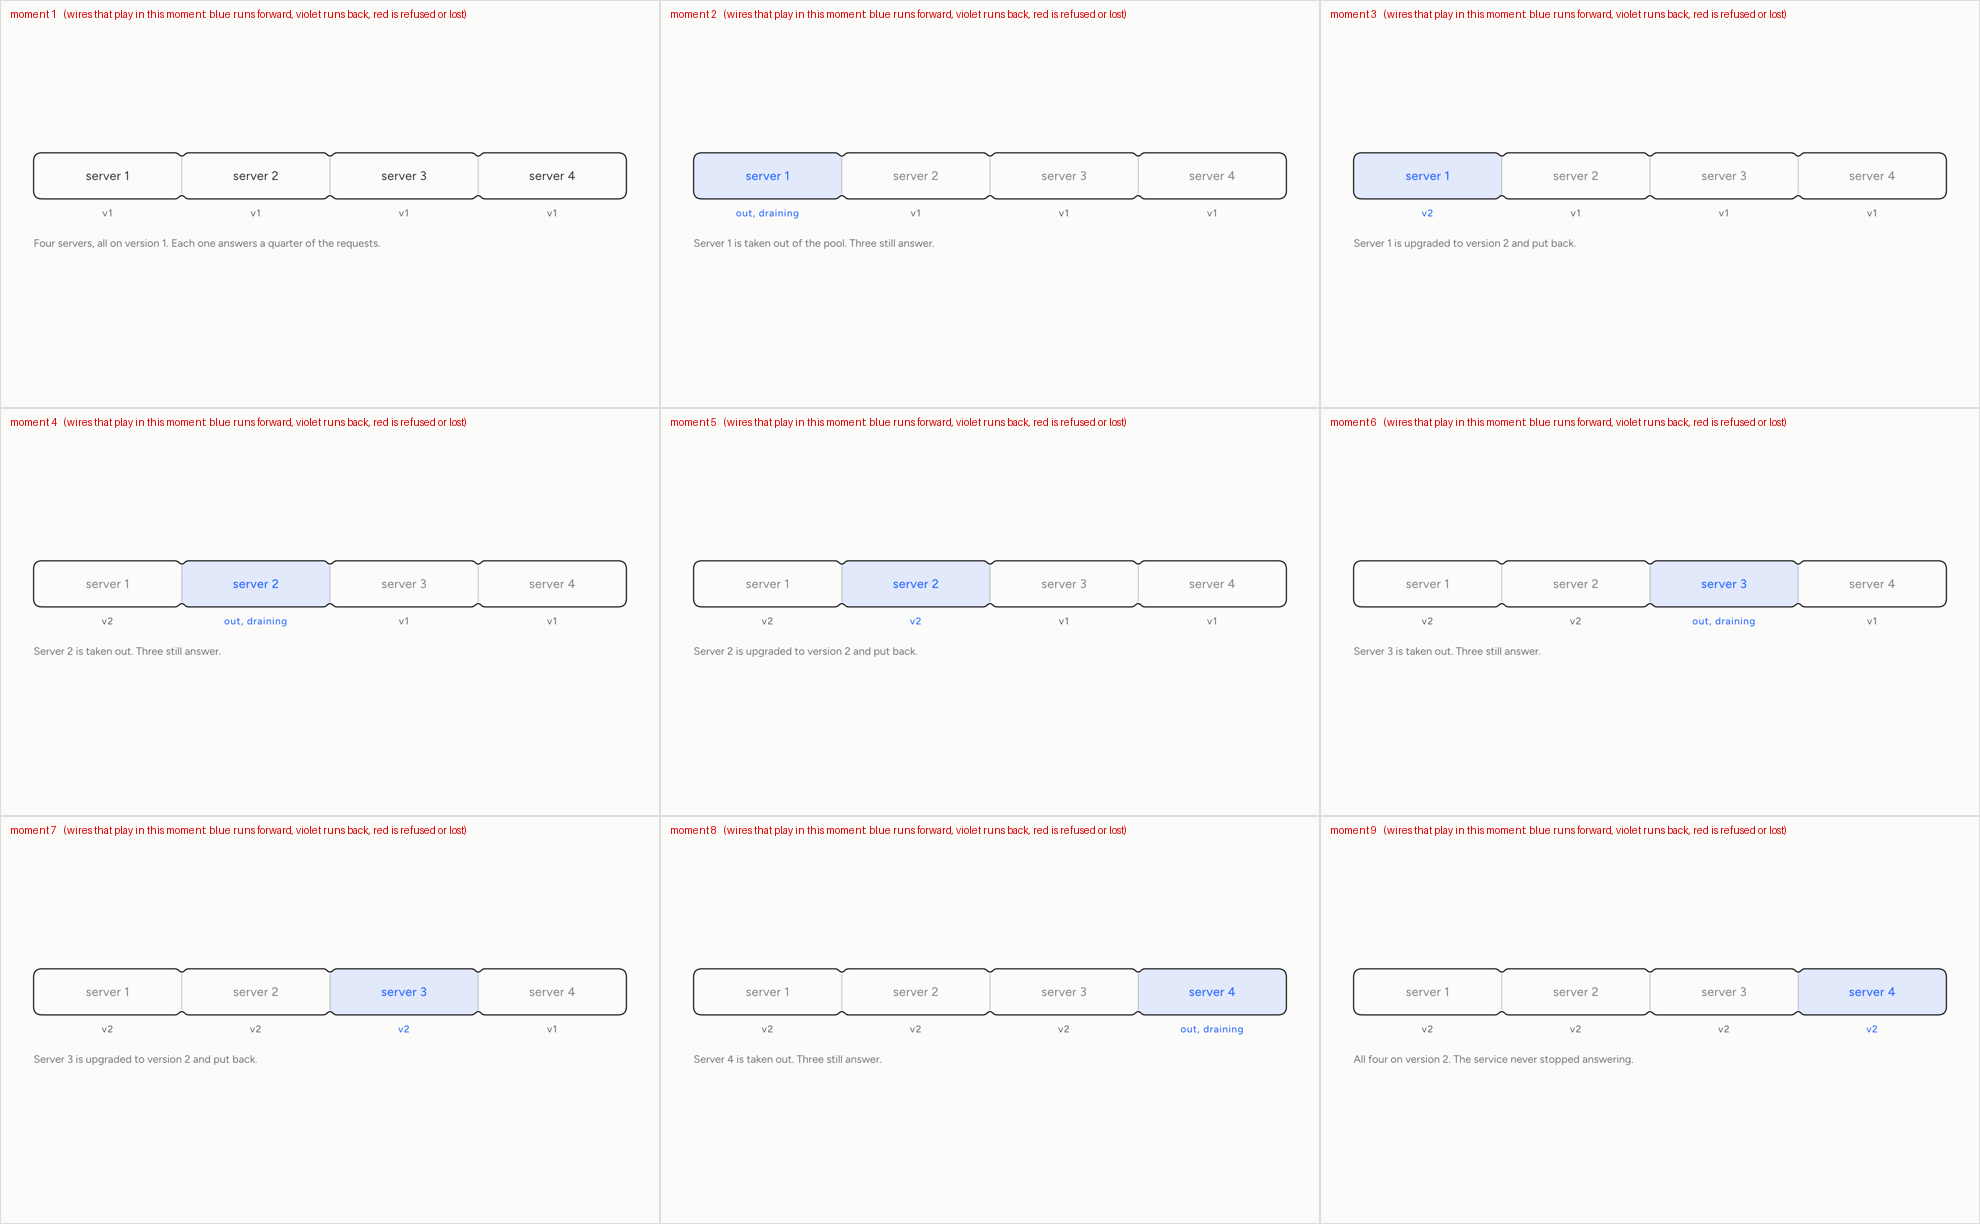 moment 1 (wires that play in this moment: blue runs forward, violet runs back, red is refused or lost)
server 1 server 2 server 3 server 4
v1 v1 v1 v1
Four servers, all on version 1. Each one answers a quarter of the requests.
moment 2 (wires that play in this moment: blue runs forward, violet runs back, red is refused or lost)
server 1 server 2 server 3 server 4
out, draining v1 v1 v1
Server 1 is taken out of the pool. Three still answer.
moment 3 (wires that play in this moment: blue runs forward, violet runs back, red is refused or lost)
server 1 server 2 server 3 server 4
v2 v1 v1 v1
Server 1 is upgraded to version 2 and put back.
moment 4 (wires that play in this moment: blue runs forward, violet runs back, red is refused or lost)
server 1 server 2 server 3 server 4
v2 out, draining v1 v1
Server 2 is taken out. Three still answer.
moment 5 (wires that play in this moment: blue runs forward, violet runs back, red is refused or lost)
server 1 server 2 server 3 server 4
v2 v2 v1 v1
Server 2 is upgraded to version 2 and put back.
moment 6 (wires that play in this moment: blue runs forward, violet runs back, red is refused or lost)
server 1 server 2 server 3 server 4
v2 v2 out, draining v1
Server 3 is taken out. Three still answer.
moment 7 (wires that play in this moment: blue runs forward, violet runs back, red is refused or lost)
server 1 server 2 server 3 server 4
v2 v2 v2 v1
Server 3 is upgraded to version 2 and put back.
moment 8 (wires that play in this moment: blue runs forward, violet runs back, red is refused or lost)
server 1 server 2 server 3 server 4
v2 v2 v2 out, draining
Server 4 is taken out. Three still answer.
moment 9 (wires that play in this moment: blue runs forward, violet runs back, red is refused or lost)
server 1 server 2 server 3 server 4
v2 v2 v2 v2
All four on version 2. The service never stopped answering.